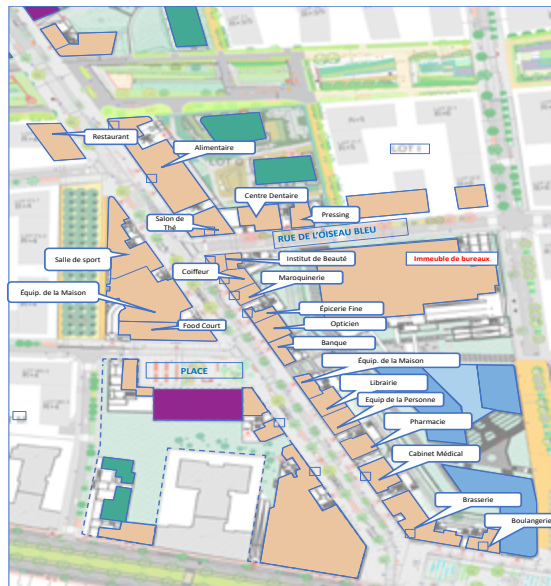 Restaurant
Alimentaire
LOT I
Centre Dentaire
Salon de
Thé
Pressing
RUE DE L'OISEAU BLEU
Salle de sport
Institut de Beauté
Immeuble de bureaux
Coiffeur
Maroquinerie
Équip. de la Maison
Épicerie Fine
Food Court
Opticien
Banque
Équip. de la Maison
PLACE
Librairie
Equip de la Personne
Pharmacie
Cabinet Médical
Brasserie
Boulangerie